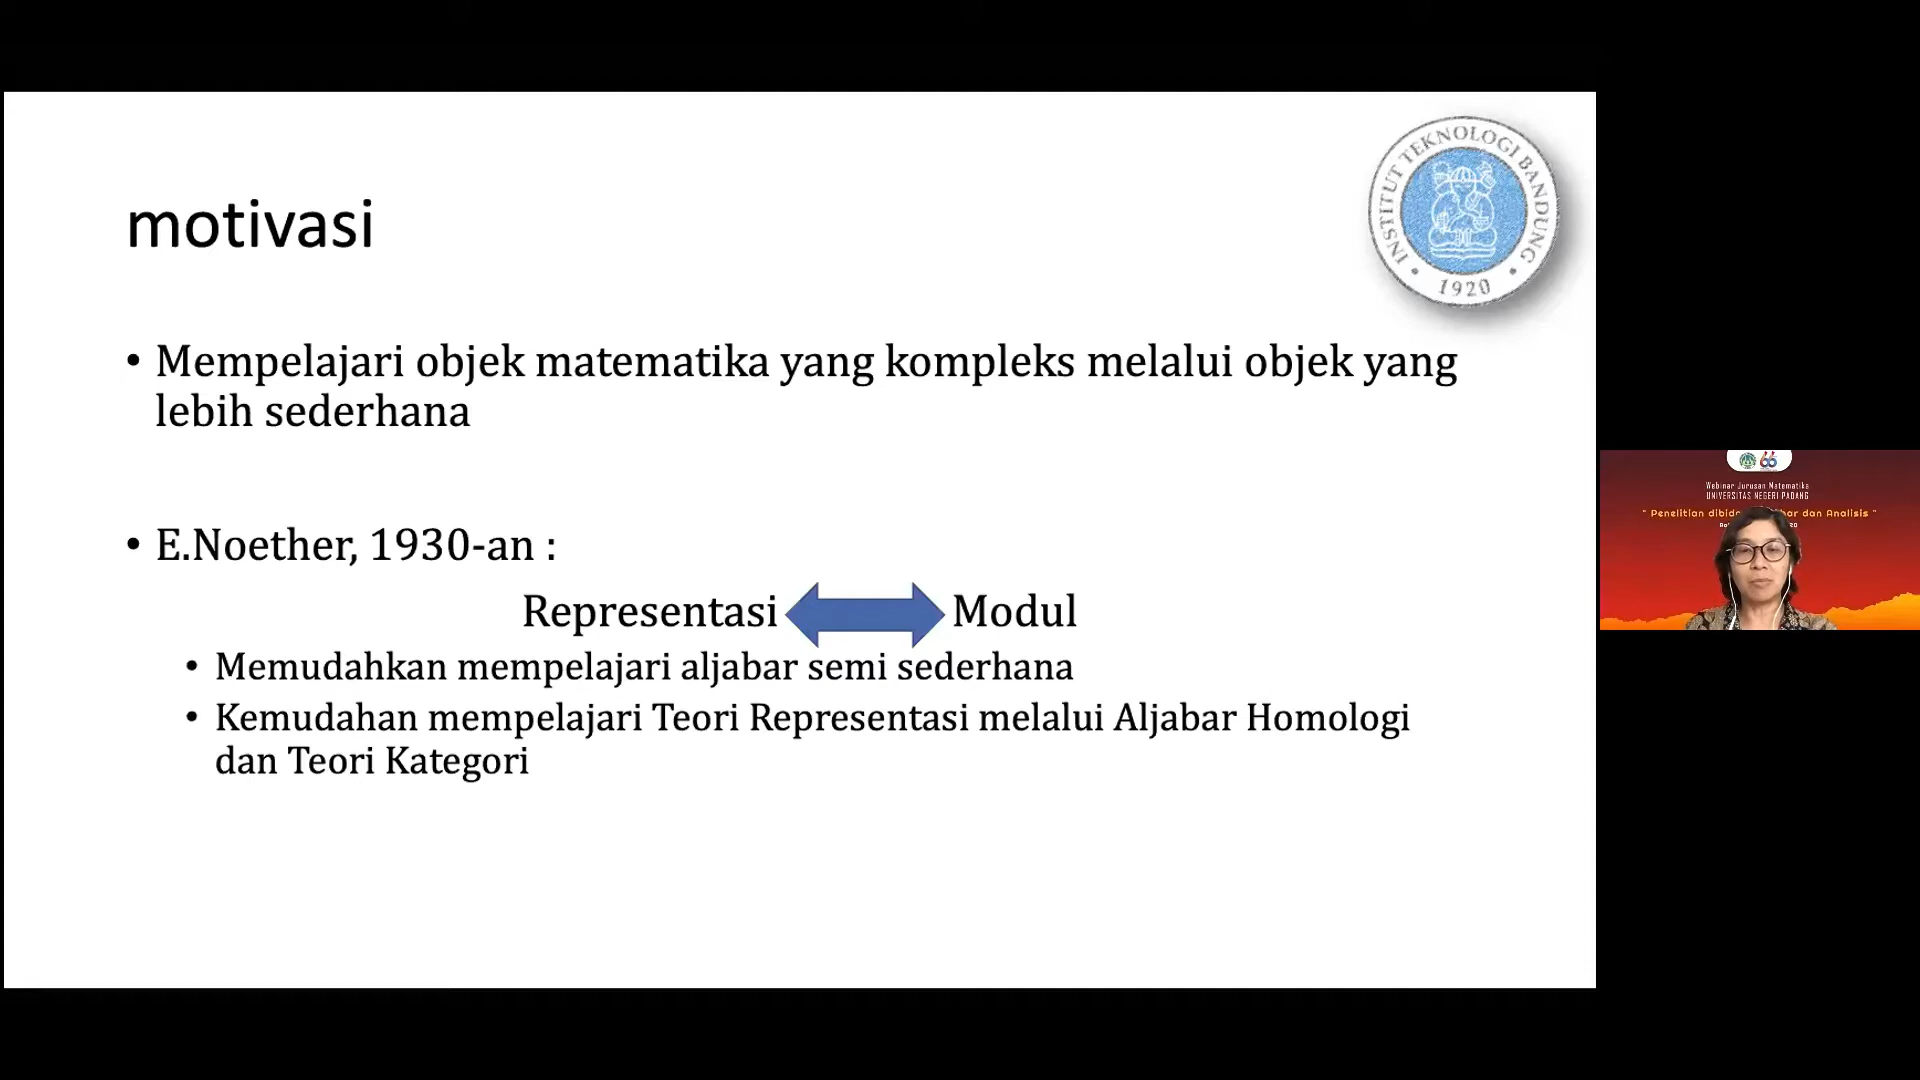 motivasi
INSTITUT TEKNOLOGI BANDUNG
1920
• Mempelajari objek matematika yang kompleks melalui objek yang
lebih sederhana
• E.Noether, 1930-an :
Representasi Modul
• Memudahkan mempelajari aljabar semi sederhana
• Kemudahan mempelajari Teori Representasi melalui Aljabar Homologi
dan Teori Kategori
66
Webinar Jurusan Matematika
UNIVERSITAS NEGERI PADANG
" Penelitian dan Analisis "